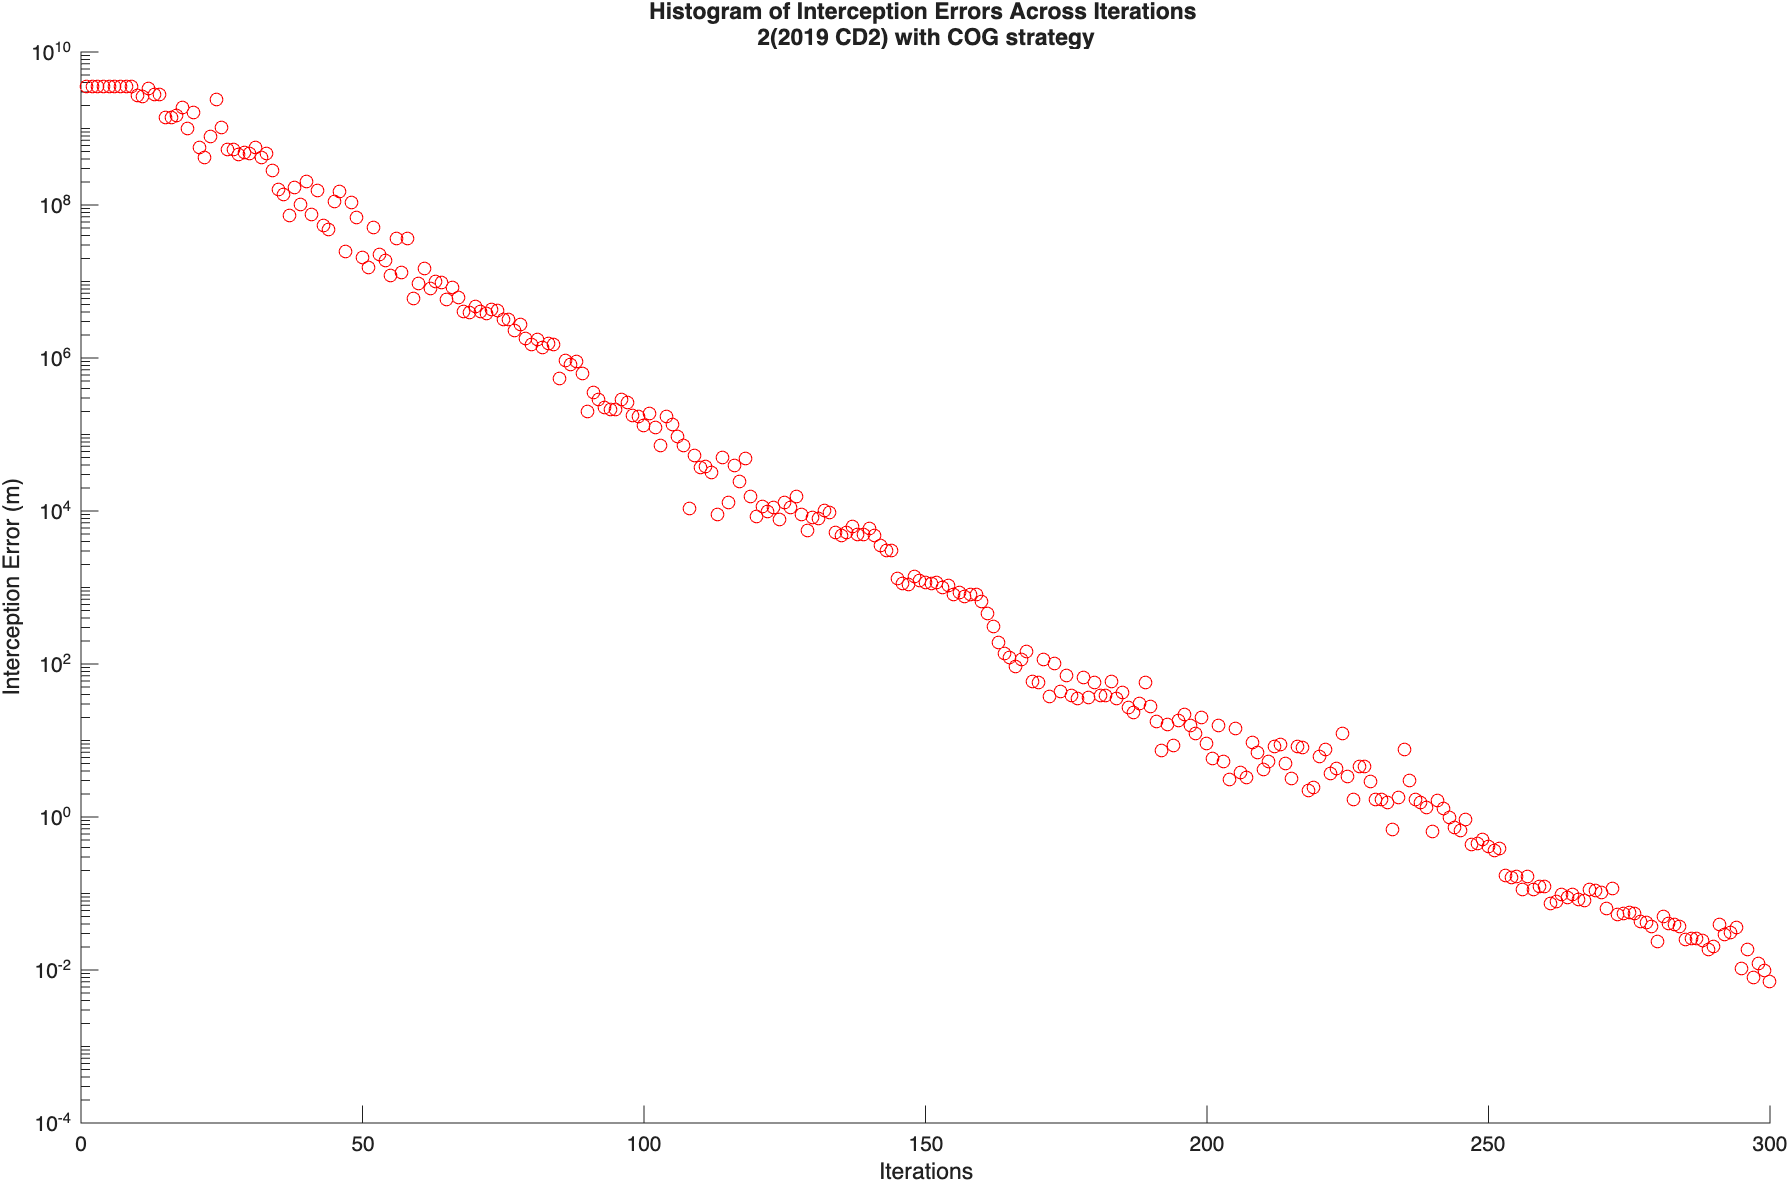 Histogram of Interception Errors Across Iterations
2(2019 CD2) with COG strategy
10^10
10^8
10^6
10^4
10^2
10^0
10^-2
10^-4
Interception Error (m)
0 50 100 150 200 250 300
Iterations